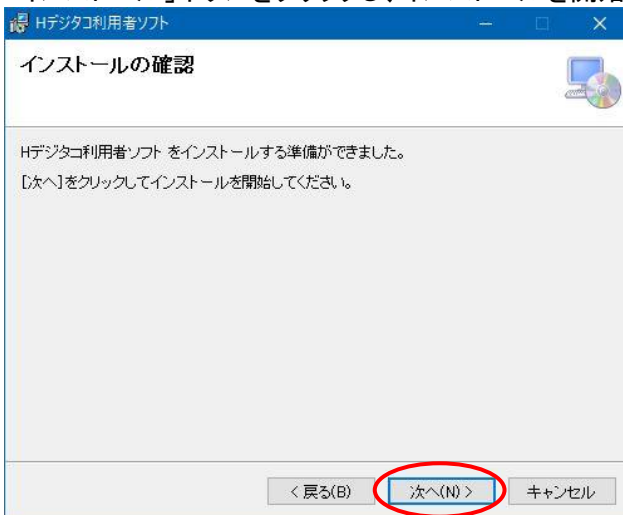 Hデジタコ利用者ソフト
インストールの確認
Hデジタコ利用者ソフト をインストールする準備ができました。
[次へ]をクリックしてインストールを開始してください。
< 戻る(B)
次へ(N) >
キャンセル